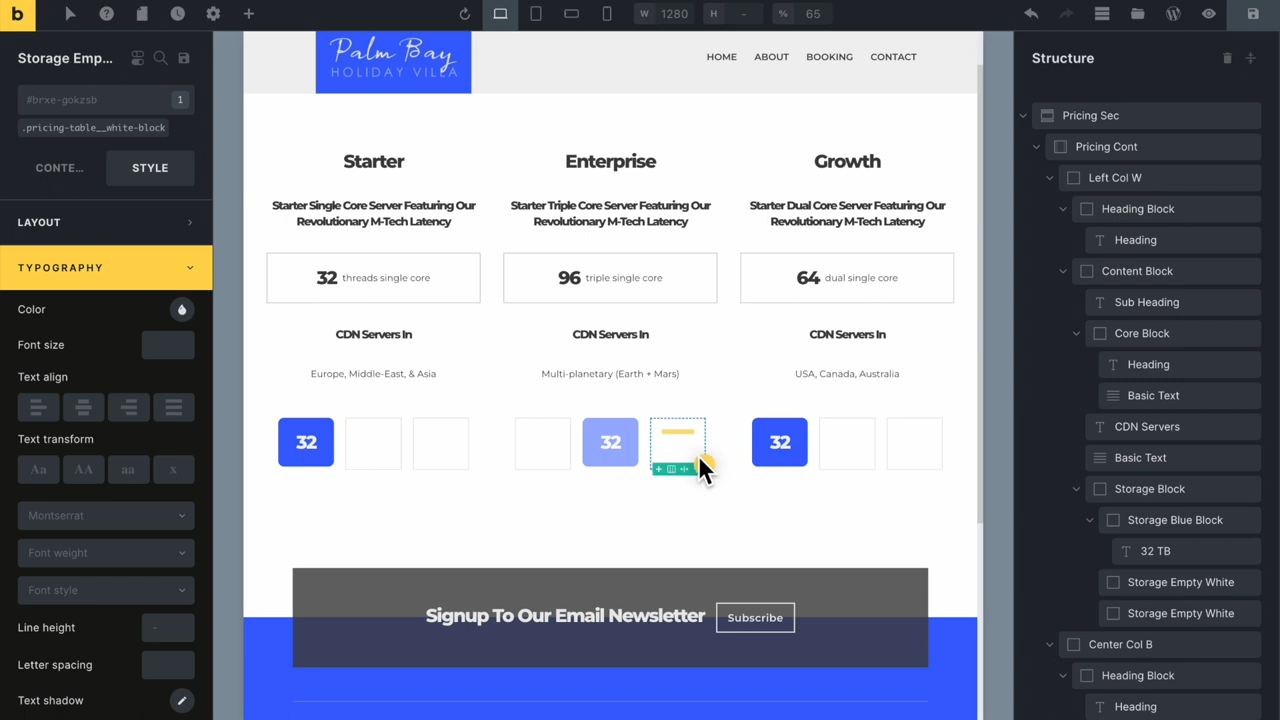 b
W 1280 H - % 65
Storage Emp...
#brxe-gokzsb 1
.pricing-table__white-block
CONTE... STYLE
LAYOUT
TYPOGRAPHY
Color
Font size
Text align
Text transform
Aa AA aa x
Montserrat
Font weight
Font style
Line height -
Letter spacing
Text shadow
Palm Bay
HOLIDAY VILLA
HOME ABOUT BOOKING CONTACT
Starter Enterprise Growth
Starter Single Core Server Featuring Our
Revolutionary M-Tech Latency
Starter Triple Core Server Featuring Our
Revolutionary M-Tech Latency
Starter Dual Core Server Featuring Our
Revolutionary M-Tech Latency
32 threads single core
96 triple single core
64 dual single core
CDN Servers In CDN Servers In CDN Servers In
Europe, Middle-East, & Asia
Multi-planetary (Earth + Mars)
USA, Canada, Australia
32 32 32
Signup To Our Email Newsletter Subscribe
Structure
Pricing Sec
Pricing Cont
Left Col W
Heading Block
Heading
Content Block
Sub Heading
Core Block
Heading
Basic Text
CDN Servers
Basic Text
Storage Block
Storage Blue Block
32 TB
Storage Empty White
Storage Empty White
Center Col B
Heading Block
Heading